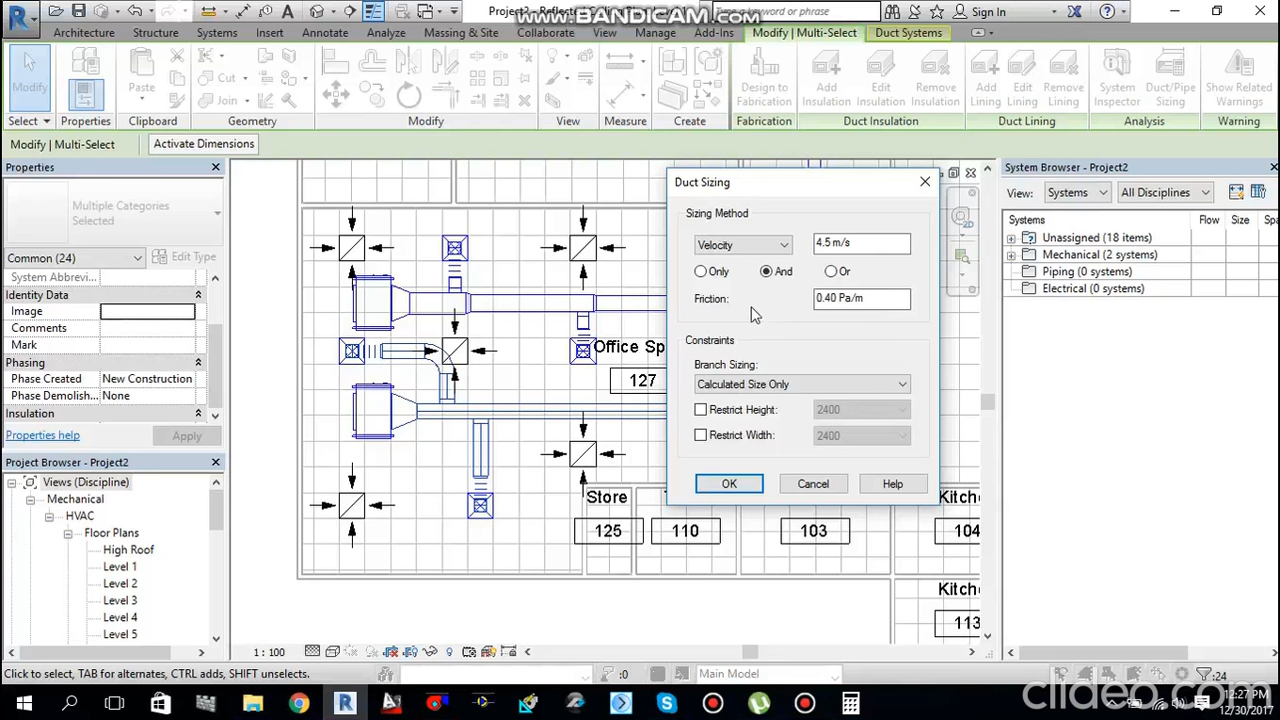 Project2 - Reflect
www.BANDICAM.com
Type a keyword or phrase
Sign In
Architecture Structure Systems Insert Annotate Analyze Massing & Site Collaborate View Manage Add-Ins Modify | Multi-Select Duct Systems
Modify
Paste
Cut
Join
Design to Fabrication
Add Insulation
Edit Insulation
Remove Insulation
Add Lining
Edit Lining
Remove Lining
System Inspector
Duct/Pipe Sizing
Show Related Warnings
Select Properties Clipboard Geometry Modify View Measure Create Fabrication Duct Insulation Duct Lining Analysis Warning
Modify | Multi-Select Activate Dimensions
Properties
Multiple Categories
Selected
Common (24) Edit Type
System Abbrevi...
Identity Data
Image
Comments
Mark
Phasing
Phase Created New Construction
Phase Demolish... None
Insulation
Properties help Apply
Project Browser - Project2
Views (Discipline)
Mechanical
HVAC
Floor Plans
High Roof
Level 1
Level 2
Level 3
Level 4
Level 5
Office Sp
127
Store
125
110
103
Kitch
104
Kitche
113
Duct Sizing
Sizing Method
Velocity 4.5 m/s
Only And Or
Friction: 0.40 Pa/m
Constraints
Branch Sizing:
Calculated Size Only
Restrict Height: 2400
Restrict Width: 2400
OK Cancel Help
System Browser - Project2
View: Systems All Disciplines
Systems Flow Size Sp
Unassigned (18 items)
Mechanical (2 systems)
Piping (0 systems)
Electrical (0 systems)
1 : 100
Click to select, TAB for alternates, CTRL adds, SHIFT unselects.
:0
Main Model
:24
12:27 PM
12/30/2017
clideo.com